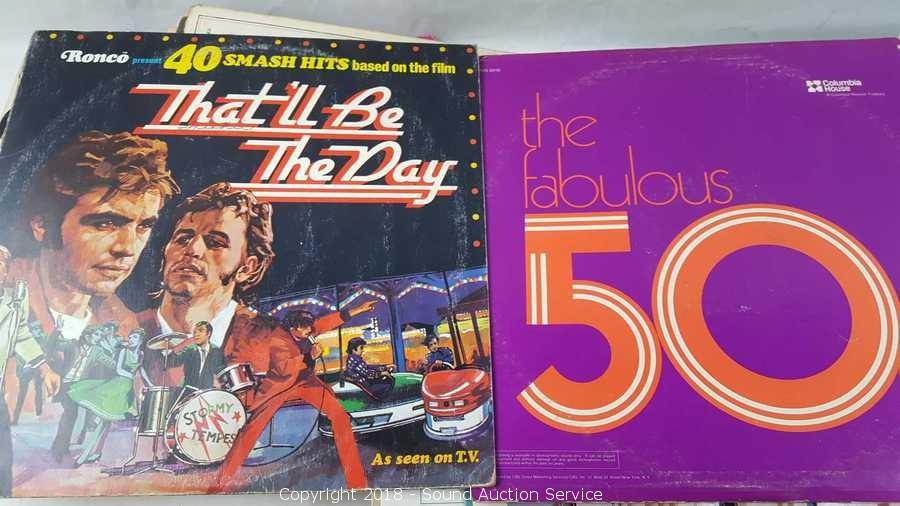 Ronco present 40 SMASH HITS based on the film
That'll Be
The Day
STORMY
TEMPES
As seen on T.V.
Columbia
House
the
fabulous
50
Copyright 2018 - Sound Auction Service